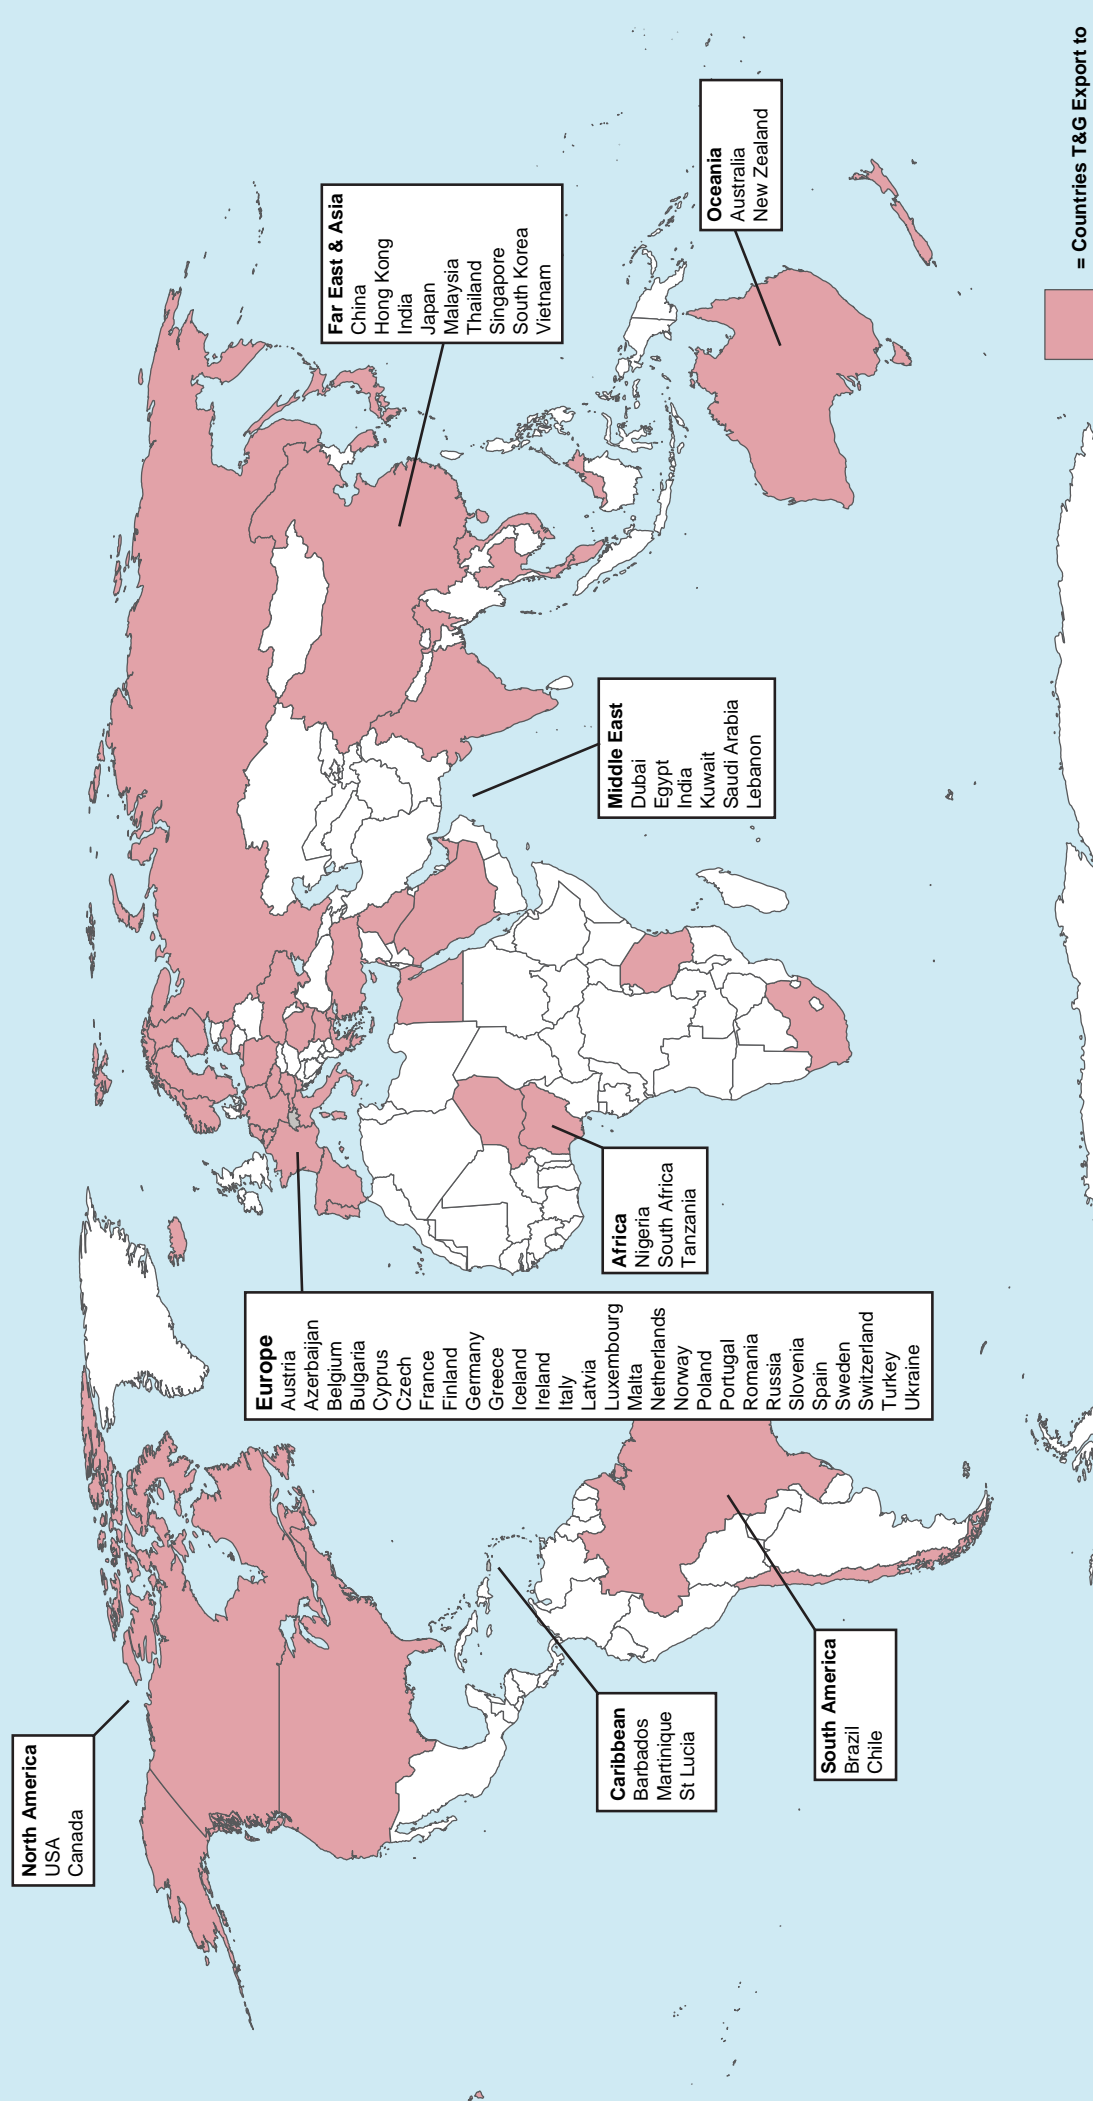 North America
USA
Canada
Caribbean
Barbados
Martinique
St Lucia
South America
Brazil
Chile
Europe
Austria
Azerbaijan
Belgium
Bulgaria
Cyprus
Czech
France
Finland
Germany
Greece
Iceland
Ireland
Italy
Latvia
Luxembourg
Malta
Netherlands
Norway
Poland
Portugal
Romania
Russia
Slovenia
Spain
Sweden
Switzerland
Turkey
Ukraine
Africa
Nigeria
South Africa
Tanzania
Middle East
Dubai
Egypt
India
Kuwait
Saudi Arabia
Lebanon
Far East & Asia
China
Hong Kong
India
Japan
Malaysia
Thailand
Singapore
South Korea
Vietnam
Oceania
Australia
New Zealand
= Countries T&G Export to